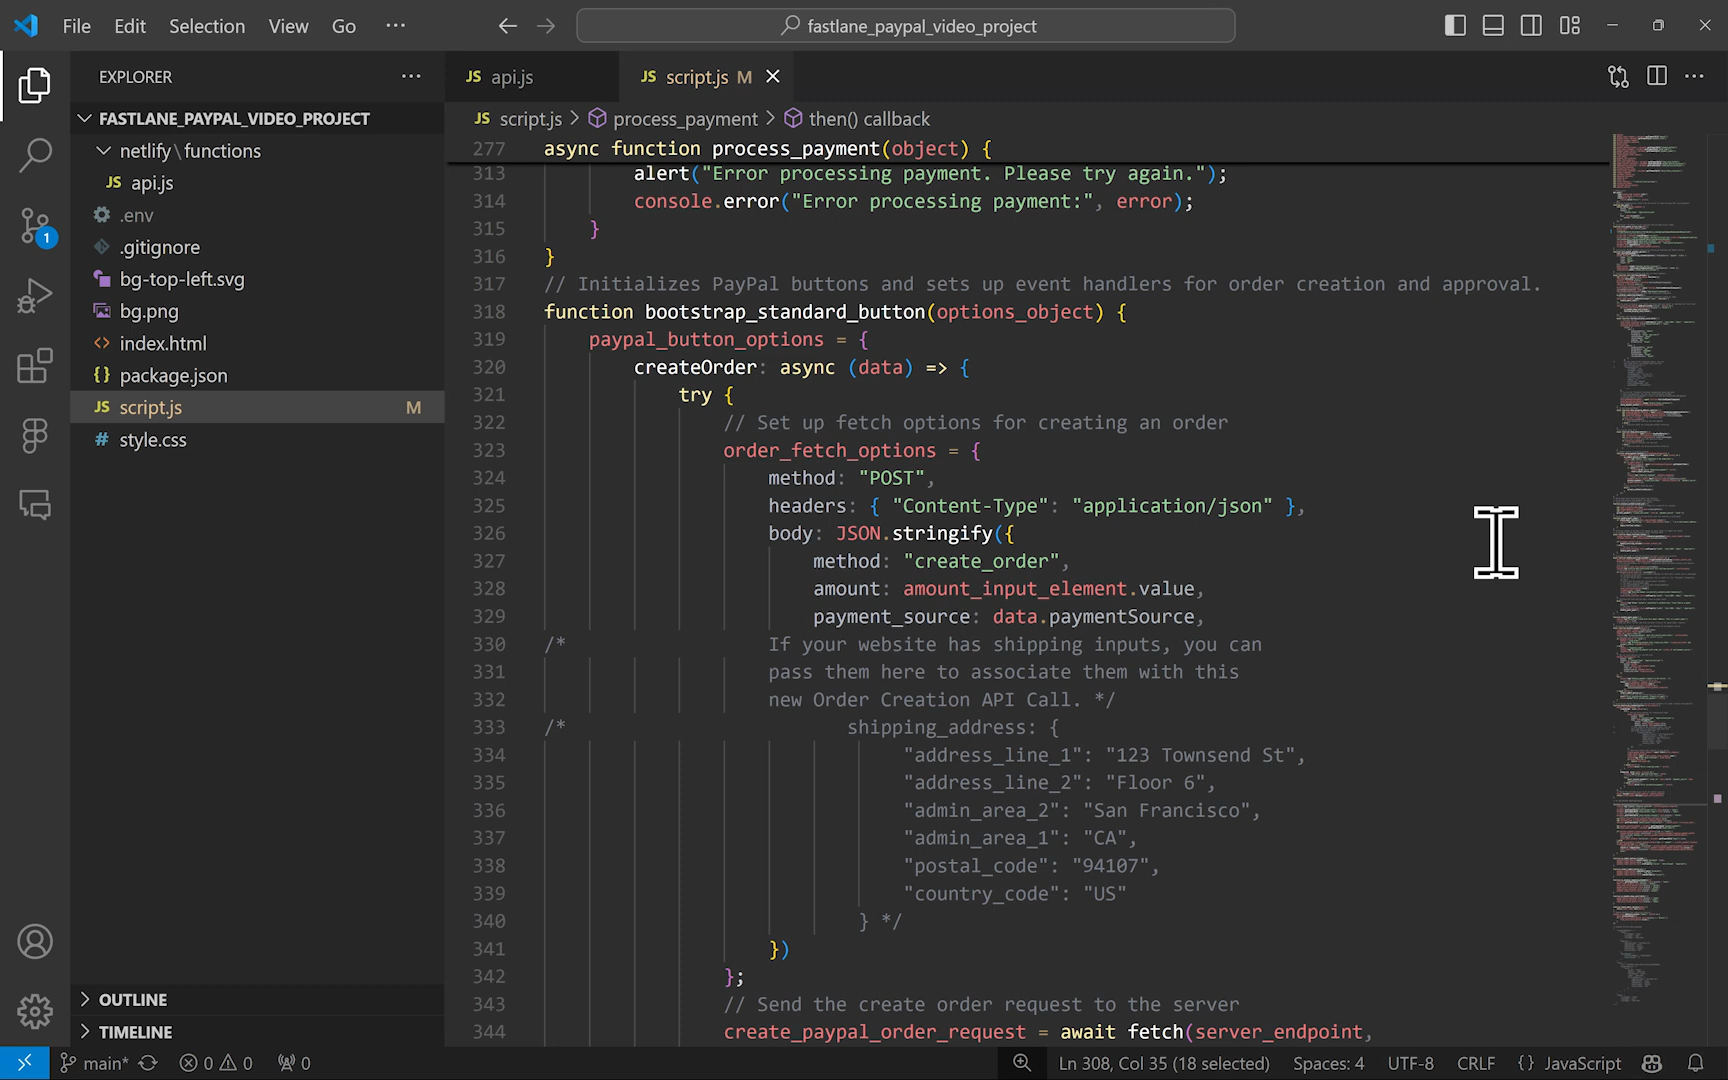 File Edit Selection View Go ··· fastlane_paypal_video_project
EXPLORER ···
JS api.js JS script.js M
FASTLANE_PAYPAL_VIDEO_PROJECT
netlify\functions
JS api.js
.env
.gitignore
bg-top-left.svg
bg.png
<> index.html
{} package.json
JS script.js M
# style.css
1
OUTLINE
TIMELINE
JS script.js > process_payment > then() callback
277 async function process_payment(object) {
313 alert("Error processing payment. Please try again.");
314 console.error("Error processing payment:", error);
315 }
316 }
317 // Initializes PayPal buttons and sets up event handlers for order creation and approval.
318 function bootstrap_standard_button(options_object) {
319 paypal_button_options = {
320 createOrder: async (data) => {
321 try {
322 // Set up fetch options for creating an order
323 order_fetch_options = {
324 method: "POST",
325 headers: { "Content-Type": "application/json" },
326 body: JSON.stringify({
327 method: "create_order",
328 amount: amount_input_element.value,
329 payment_source: data.paymentSource,
330 /* If your website has shipping inputs, you can
331 pass them here to associate them with this
332 new Order Creation API Call. */
333 /* shipping_address: {
334 "address_line_1": "123 Townsend St",
335 "address_line_2": "Floor 6",
336 "admin_area_2": "San Francisco",
337 "admin_area_1": "CA",
338 "postal_code": "94107",
339 "country_code": "US"
340 } */
341 })
342 };
343 // Send the create order request to the server
344 create_paypal_order_request = await fetch(server_endpoint,
main* 0 0 0 Ln 308, Col 35 (18 selected) Spaces: 4 UTF-8 CRLF {} JavaScript